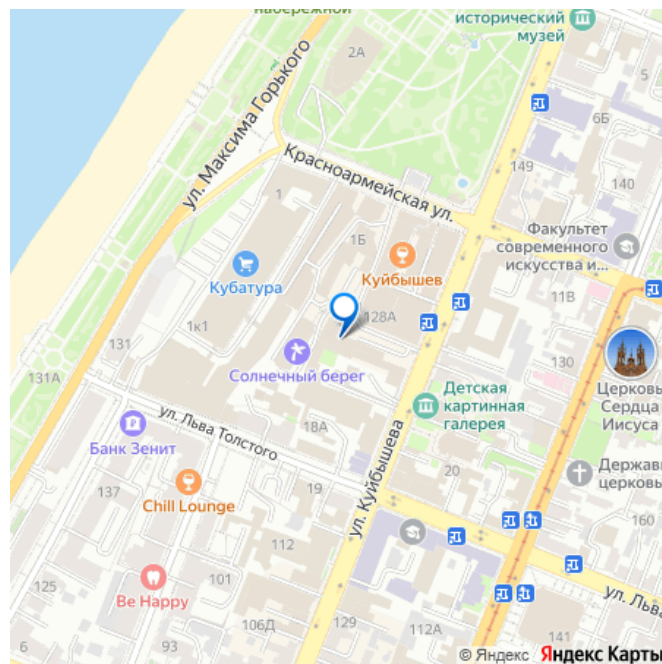 набережной
исторический
музей
2А
5
6Б
ул. Максима Горького
Красноармейская ул.
149
140
1
1Б
Факультет
современного
искусства и...
Кубатура
Куйбышев
11В
1к1
128А
131
130
131А
Солнечный берег
Церковь
Сердца
Иисуса
Детская
картинная
галерея
ул. Льва Толстого
18А
Банк Зенит
ул. Куйбышева
20
Державн
церковь
137
19
Chill Lounge
160
112
125
101
Be Happy
ул. Льва
106Д
129
112А
93
141
© Яндекс Яндекс Карты